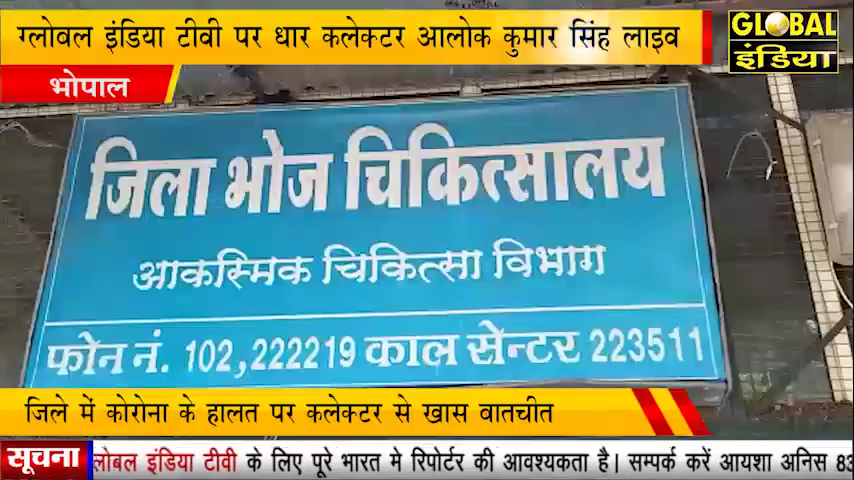 ग्लोबल इंडिया टीवी पर धार कलेक्टर आलोक कुमार सिंह लाइव
GLOBAL
इंडिया
भोपाल
जिला भोज चिकित्सालय
आकस्मिक चिकित्सा विभाग
फोन नं. 102,222219 काल सेन्टर 223511
जिले में कोरोना के हालत पर कलेक्टर से खास बातचीत
सूचना
लोबल इंडिया टीवी के लिए पूरे भारत मे रिपोर्टर की आवश्यकता है। सम्पर्क करें आयशा अनिस 83